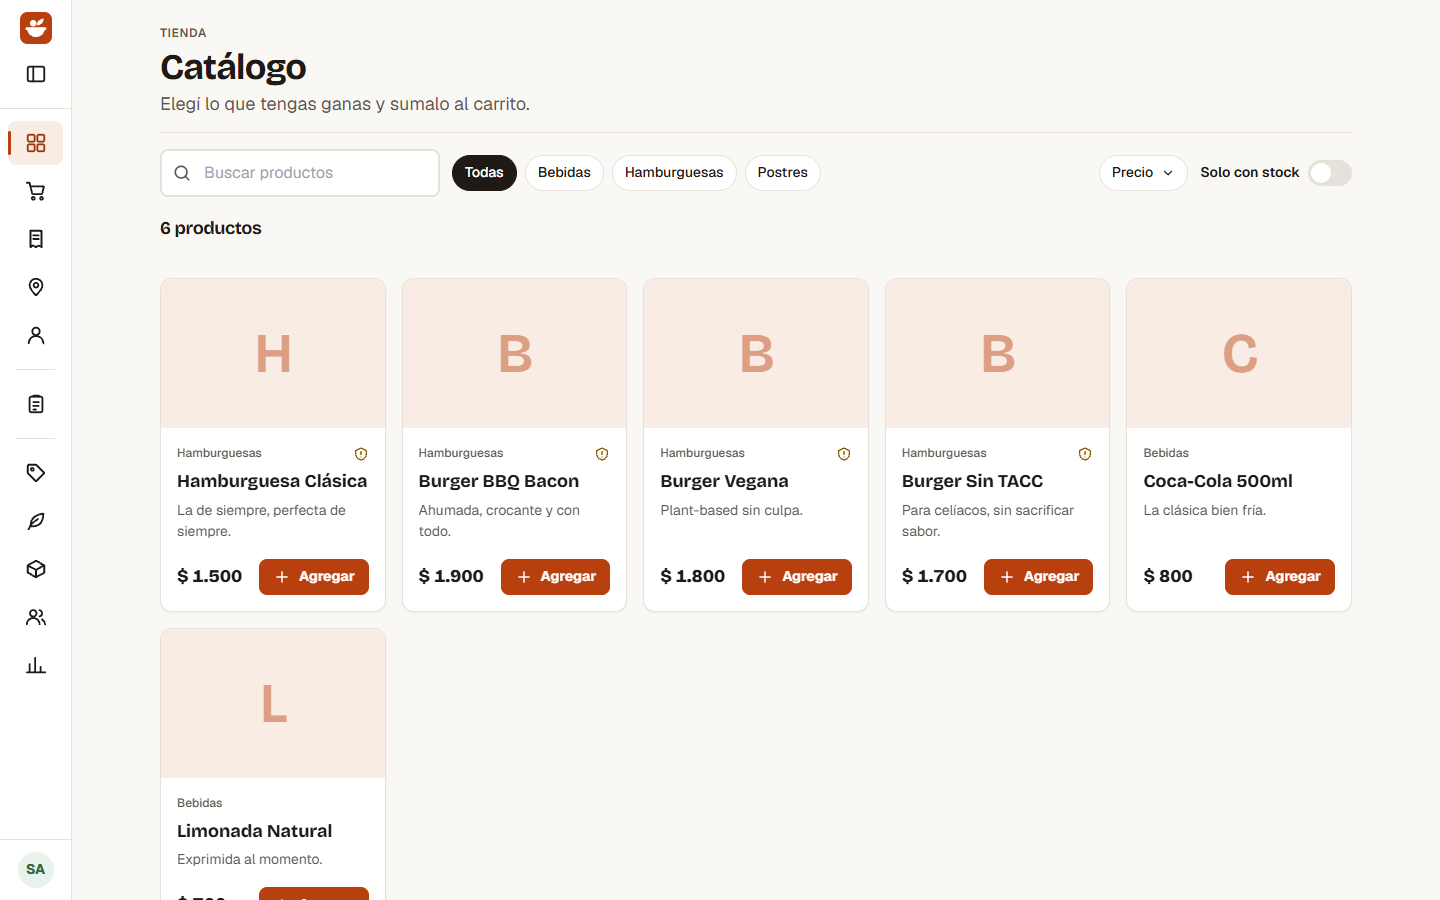 TIENDA
Catálogo
Elegí lo que tengas ganas y sumalo al carrito.
Buscar productos
Todas
Bebidas
Hamburguesas
Postres
Precio
Solo con stock
6 productos
H
Hamburguesas
Hamburguesa Clásica
La de siempre, perfecta de
siempre.
$ 1.500
Agregar
B
Hamburguesas
Burger BBQ Bacon
Ahumada, crocante y con
todo.
$ 1.900
Agregar
B
Hamburguesas
Burger Vegana
Plant-based sin culpa.
$ 1.800
Agregar
B
Hamburguesas
Burger Sin TACC
Para celíacos, sin sacrificar
sabor.
$ 1.700
Agregar
C
Bebidas
Coca-Cola 500ml
La clásica bien fría.
$ 800
Agregar
L
Bebidas
Limonada Natural
Exprimida al momento.
SA